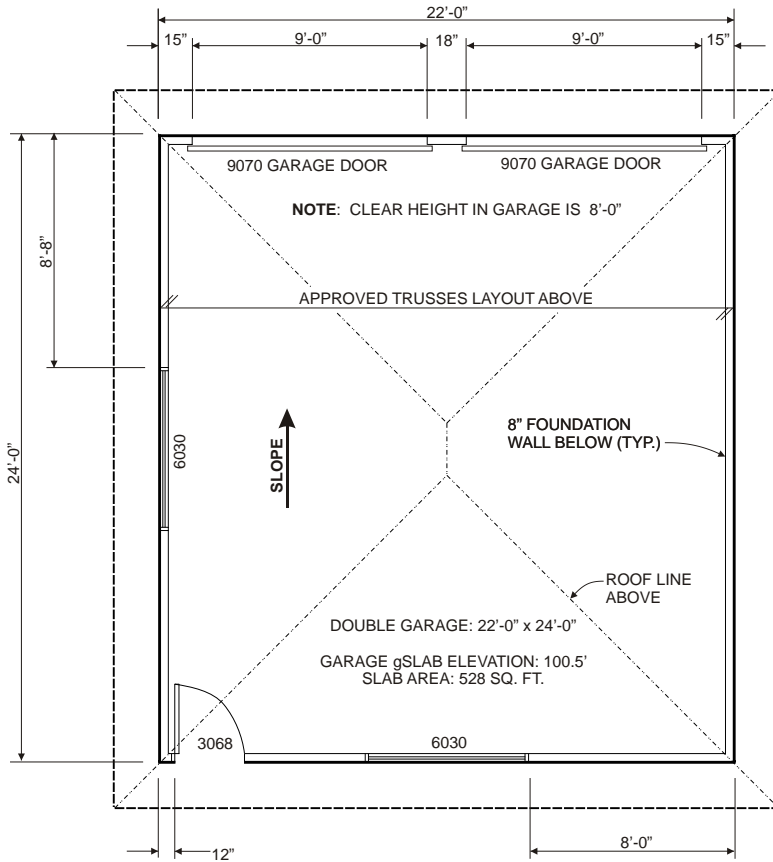 22'-0"
15" 9'-0" 18" 9'-0" 15"
9070 GARAGE DOOR
9070 GARAGE DOOR
NOTE: CLEAR HEIGHT IN GARAGE IS 8'-0"
8'-8"
APPROVED TRUSSES LAYOUT ABOVE
24'-0"
6030
SLOPE
8" FOUNDATION
WALL BELOW (TYP.)
ROOF LINE
ABOVE
DOUBLE GARAGE: 22'-0" x 24'-0"
GARAGE gSLAB ELEVATION: 100.5'
SLAB AREA: 528 SQ. FT.
3068
6030
12"
8'-0"